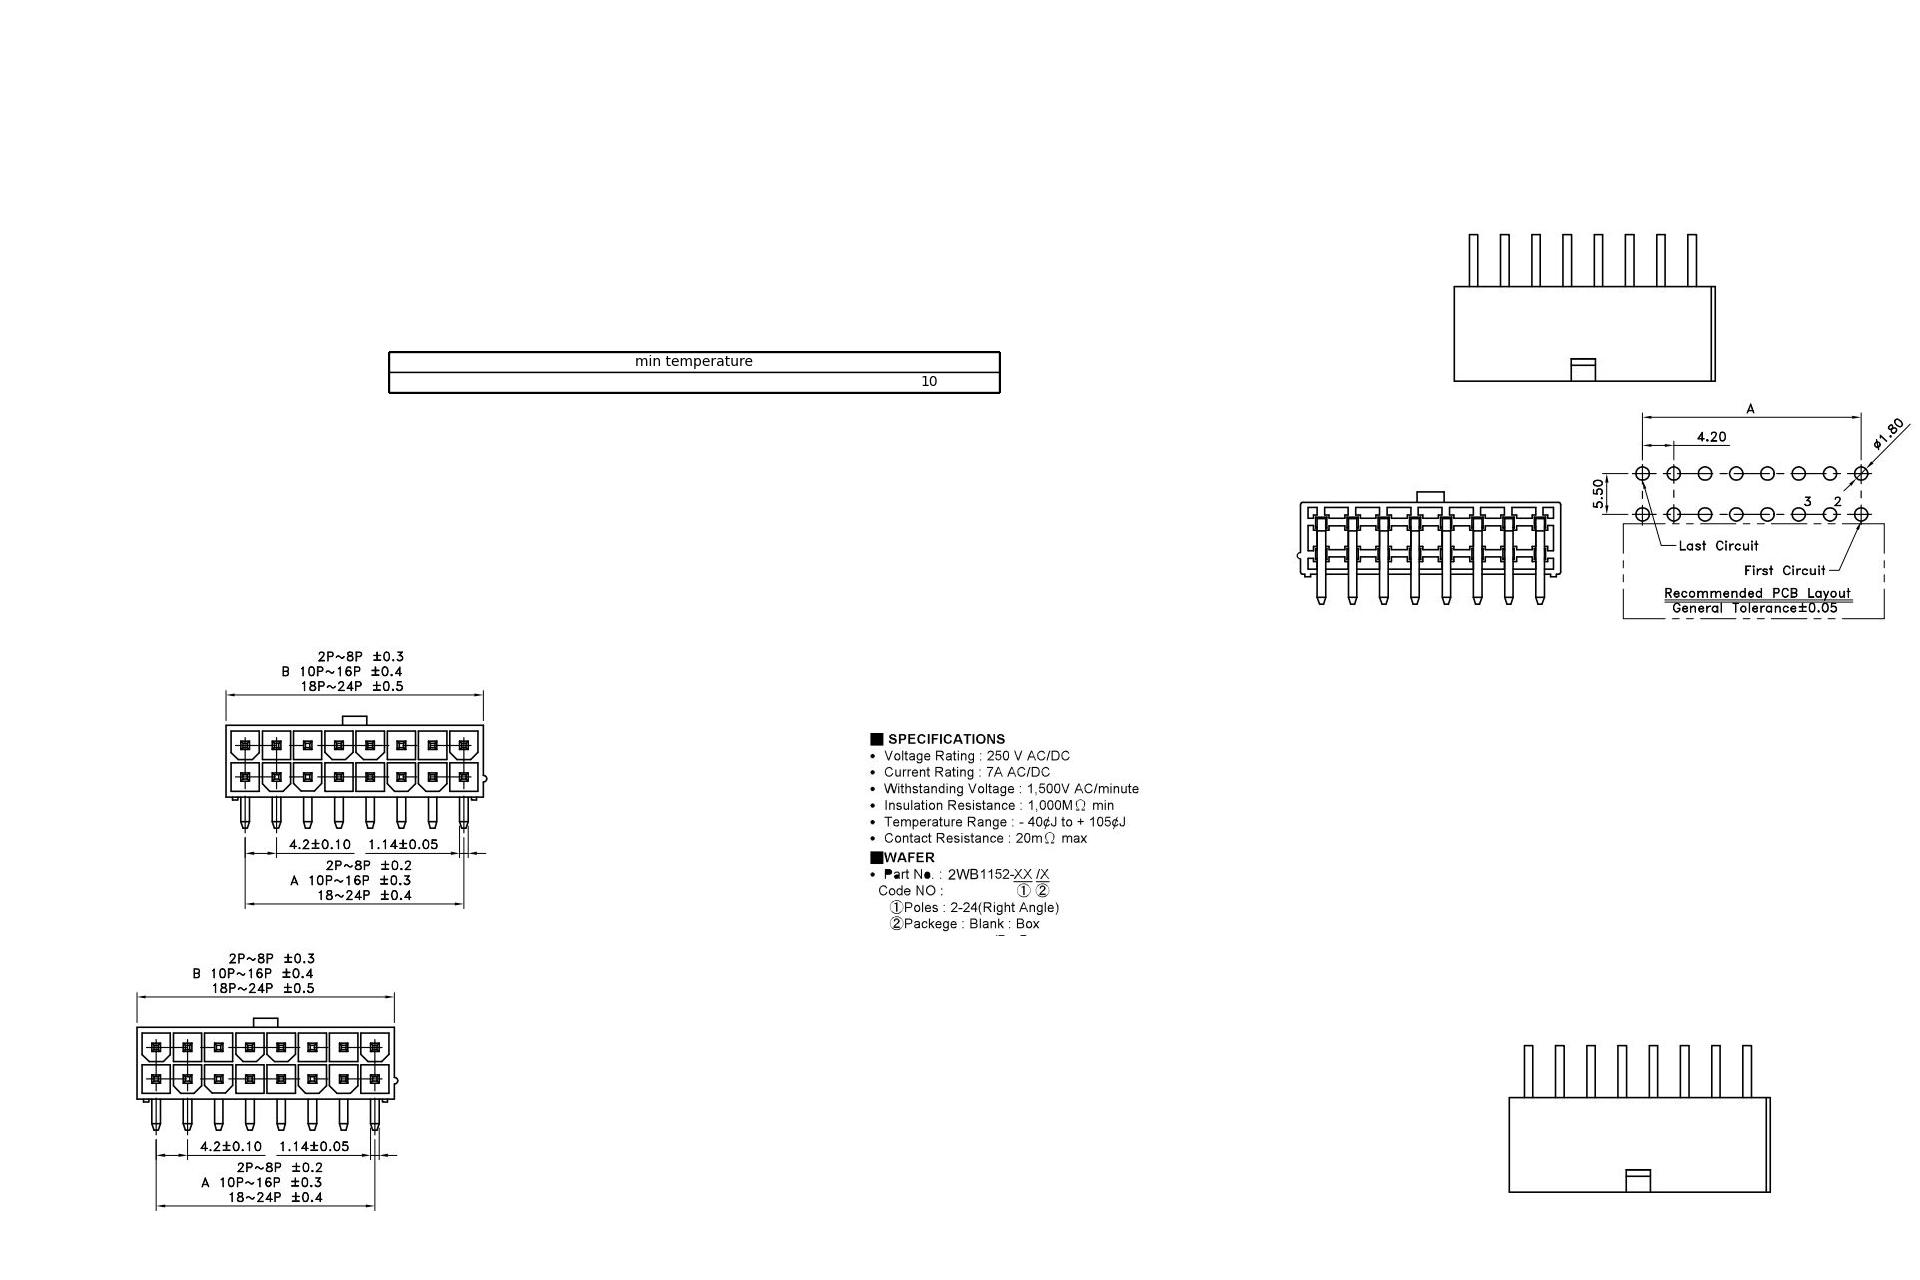 min temperature
10
A
4.20
ø1.80
5.50
3 2
Last Circuit
First Circuit
Recommended PCB Layout
General Tolerance±0.05
2P~8P ±0.3
B 10P~16P ±0.4
18P~24P ±0.5
4.2±0.10 1.14±0.05
2P~8P ±0.2
A 10P~16P ±0.3
18~24P ±0.4
■ SPECIFICATIONS
• Voltage Rating : 250 V AC/DC
• Current Rating : 7A AC/DC
• Withstanding Voltage : 1,500V AC/minute
• Insulation Resistance : 1,000MΩ min
• Temperature Range : - 40¢J to + 105¢J
• Contact Resistance : 20mΩ max
■WAFER
• Part No. : 2WB1152-XX /X
Code NO : ① ②
①Poles : 2-24(Right Angle)
②Packege : Blank : Box
2P~8P ±0.3
B 10P~16P ±0.4
18P~24P ±0.5
4.2±0.10 1.14±0.05
2P~8P ±0.2
A 10P~16P ±0.3
18~24P ±0.4